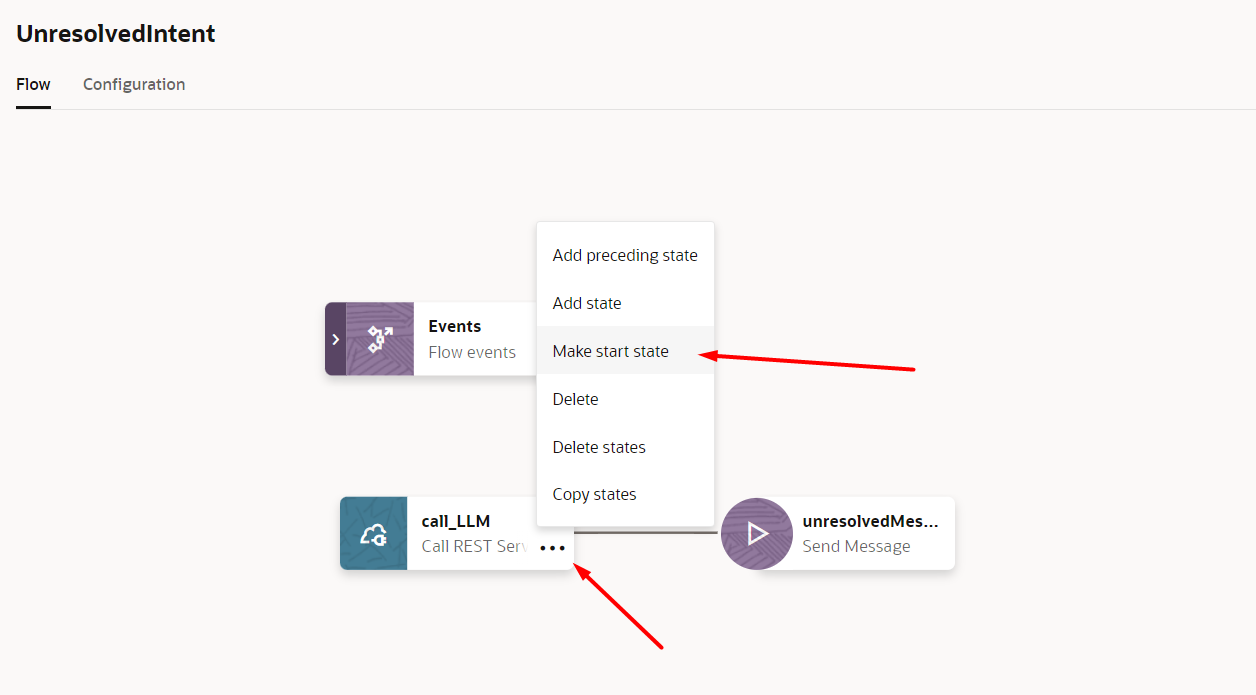 UnresolvedIntent
Flow
Configuration
Add preceding state
Add state
Events
Flow events
Make start state
Delete
Delete states
Copy states
call_LLM
Call REST Serv
unresolvedMes...
Send Message